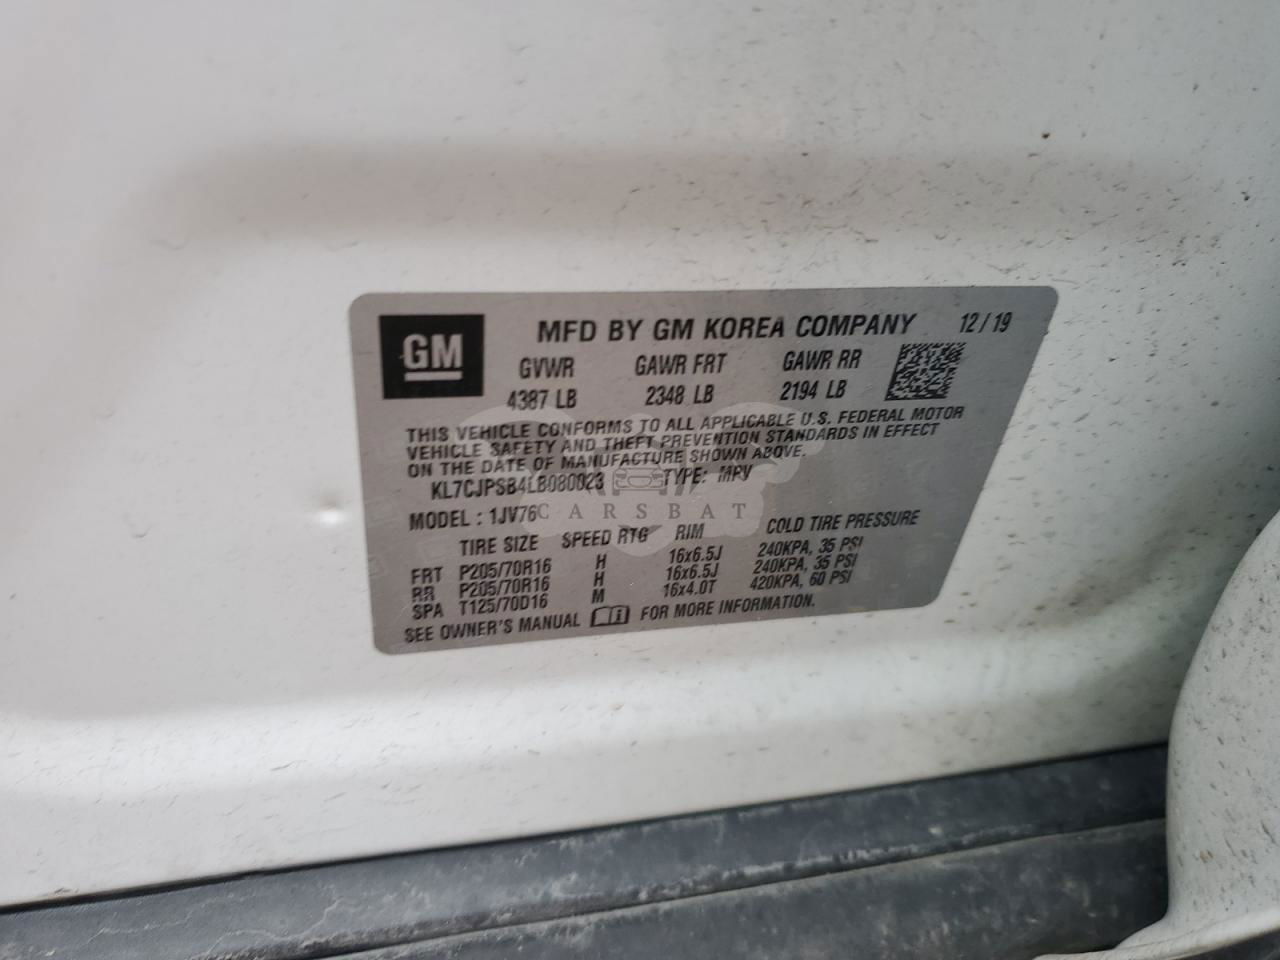 GM
MFD BY GM KOREA COMPANY 12/19
GVWR GAWR FRT GAWR RR
4387 LB 2348 LB 2194 LB
THIS VEHICLE CONFORMS TO ALL APPLICABLE U.S. FEDERAL MOTOR
VEHICLE SAFETY AND THEFT PREVENTION STANDARDS IN EFFECT
ON THE DATE OF MANUFACTURE SHOWN ABOVE.
KL7CJPSB4LB080023 TYPE: MPV
MODEL : 1JV76
CARSBAT
TIRE SIZE SPEED RTG RIM COLD TIRE PRESSURE
FRT P205/70R16 H 16x6.5J 240KPA, 35 PSI
RR P205/70R16 H 16x6.5J 240KPA, 35 PSI
SPA T125/70D16 M 16x4.0T 420KPA, 60 PSI
SEE OWNER'S MANUAL i FOR MORE INFORMATION.